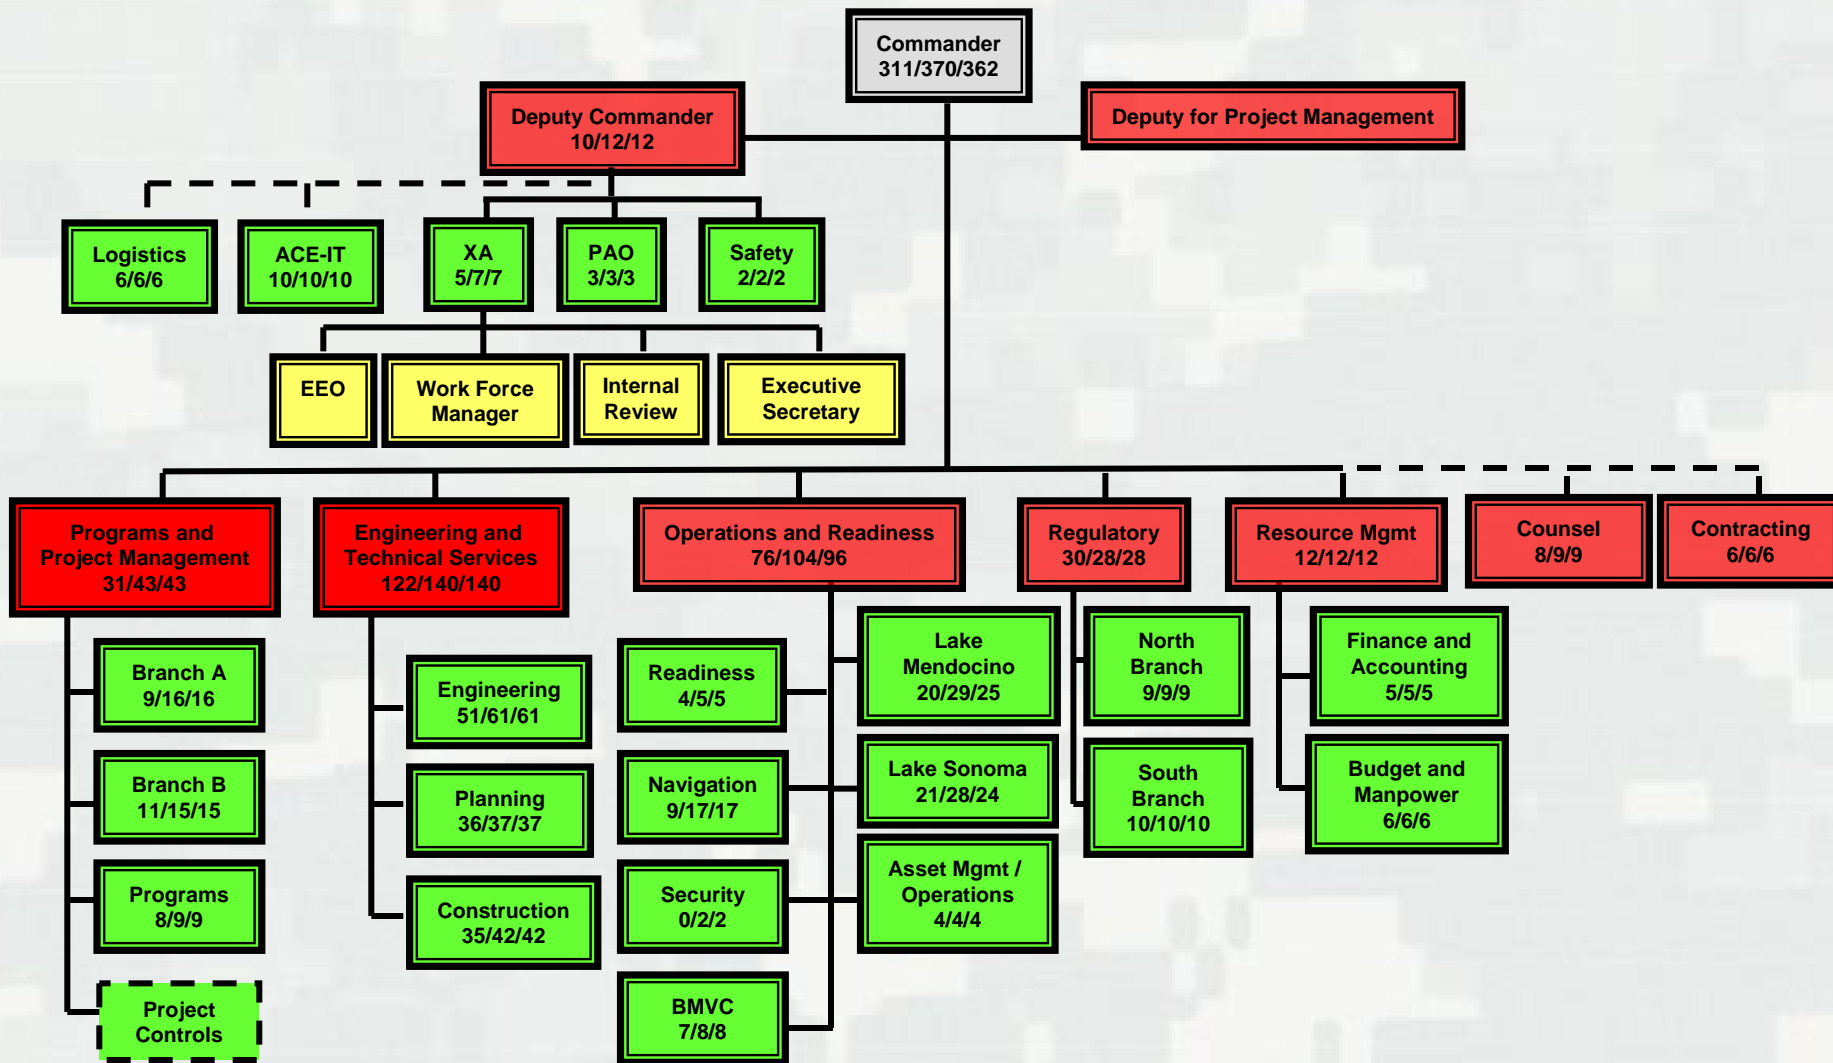 Commander
311/370/362
Deputy Commander
10/12/12
Deputy for Project Management
Logistics
6/6/6
ACE-IT
10/10/10
XA
5/7/7
PAO
3/3/3
Safety
2/2/2
EEO
Work Force
Manager
Internal
Review
Executive
Secretary
Programs and
Project Management
31/43/43
Engineering and
Technical Services
122/140/140
Operations and Readiness
76/104/96
Regulatory
30/28/28
Resource Mgmt
12/12/12
Counsel
8/9/9
Contracting
6/6/6
Branch A
9/16/16
Branch B
11/15/15
Programs
8/9/9
Project
Controls
Engineering
51/61/61
Planning
36/37/37
Construction
35/42/42
Readiness
4/5/5
Navigation
9/17/17
Security
0/2/2
BMVC
7/8/8
Lake
Mendocino
20/29/25
Lake Sonoma
21/28/24
Asset Mgmt /
Operations
4/4/4
North
Branch
9/9/9
South
Branch
10/10/10
Finance and
Accounting
5/5/5
Budget and
Manpower
6/6/6